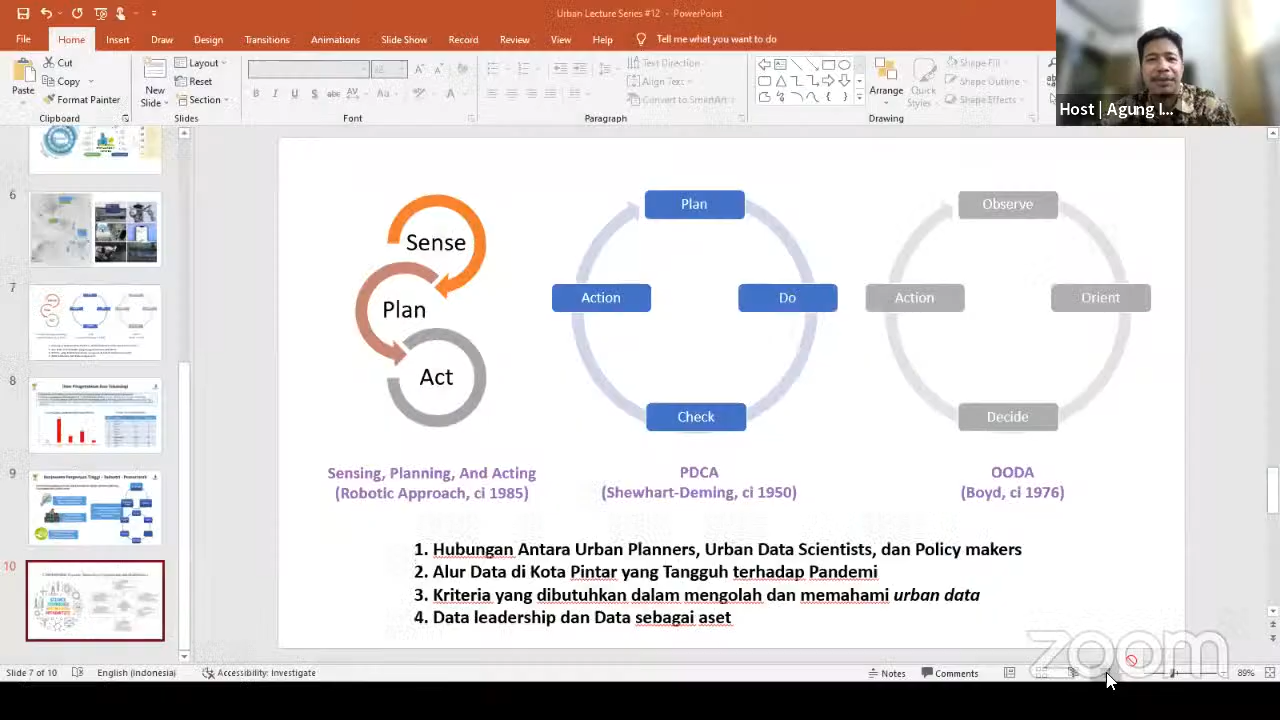 Urban Lecture Series #12 - PowerPoint
File Home Insert Draw Design Transitions Animations Slide Show Record Review View Help Tell me what you want to do
Paste
Cut
Copy
Format Painter
Clipboard
New
Slide
Layout
Reset
Section
Slides
Font
Text Direction
Align Text
Convert to SmartArt
Paragraph
Arrange
Quick
Styles
Shape Fill
Shape Outline
Shape Effects
Drawing
Host | Agung I...
6
7
8
9
10
Sense
Plan
Act
Sensing, Planning, And Acting
(Robotic Approach, ci 1985)
Plan
Action
Do
Check
PDCA
(Shewhart-Deming, ci 1950)
Observe
Action
Orient
Decide
OODA
(Boyd, ci 1976)
1. Hubungan Antara Urban Planners, Urban Data Scientists, dan Policy makers
2. Alur Data di Kota Pintar yang Tangguh terhadap Pandemi
3. Kriteria yang dibutuhkan dalam mengolah dan memahami urban data
4. Data leadership dan Data sebagai aset
zoom
Slide 7 of 10 English (Indonesia) Accessibility: Investigate Notes Comments 89%